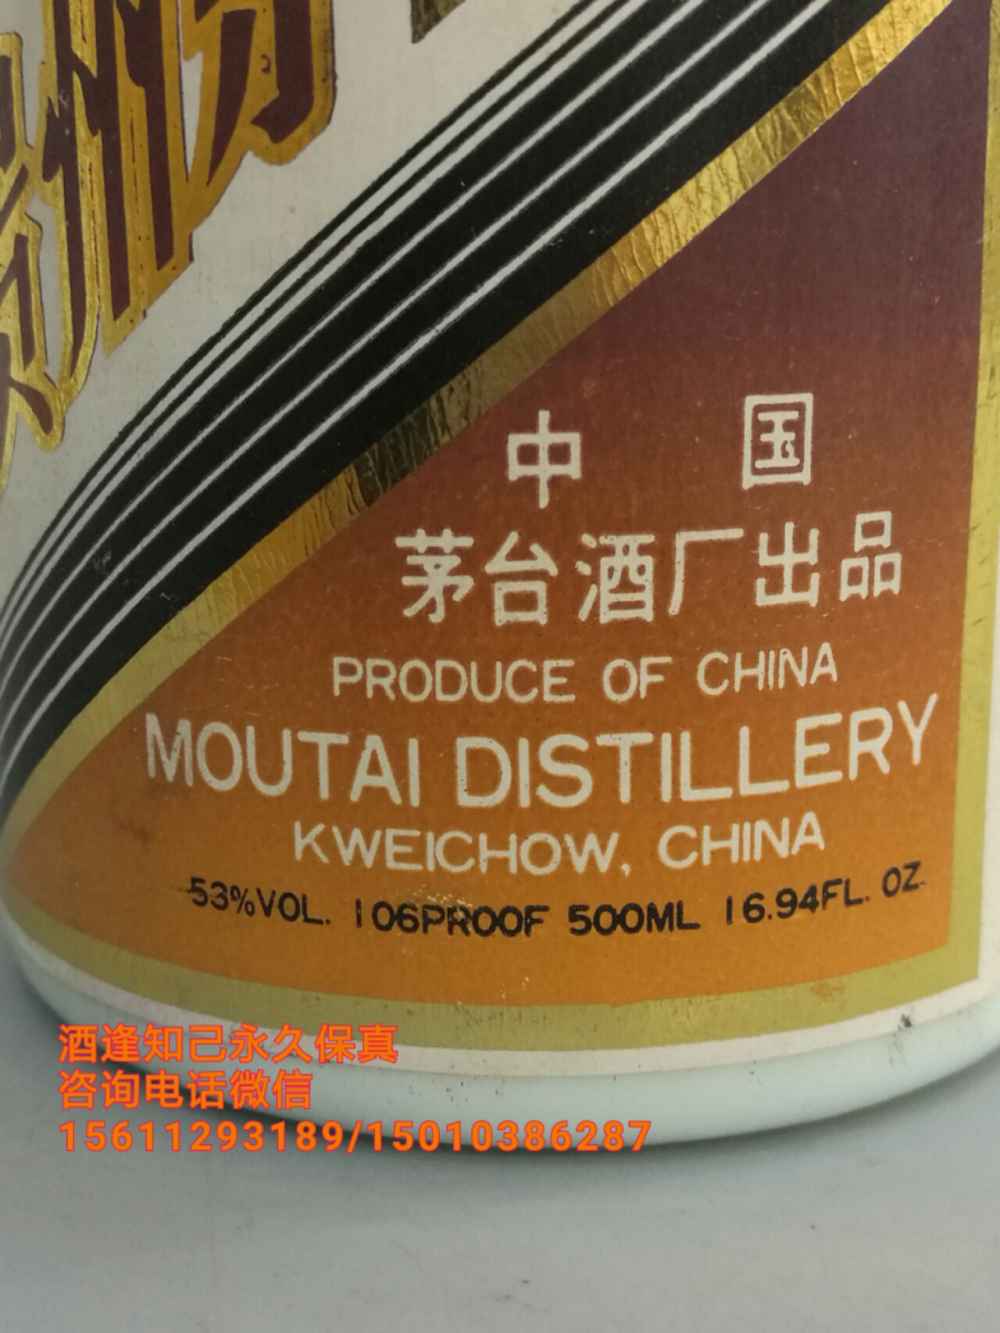 中 国
茅台酒厂出品
PRODUCE OF CHINA
MOUTAI DISTILLERY
KWEICHOW, CHINA
53%VOL. 106PROOF 500ML 16.94FL. OZ.
酒逢知己永久保真
咨询电话微信
15611293189/15010386287